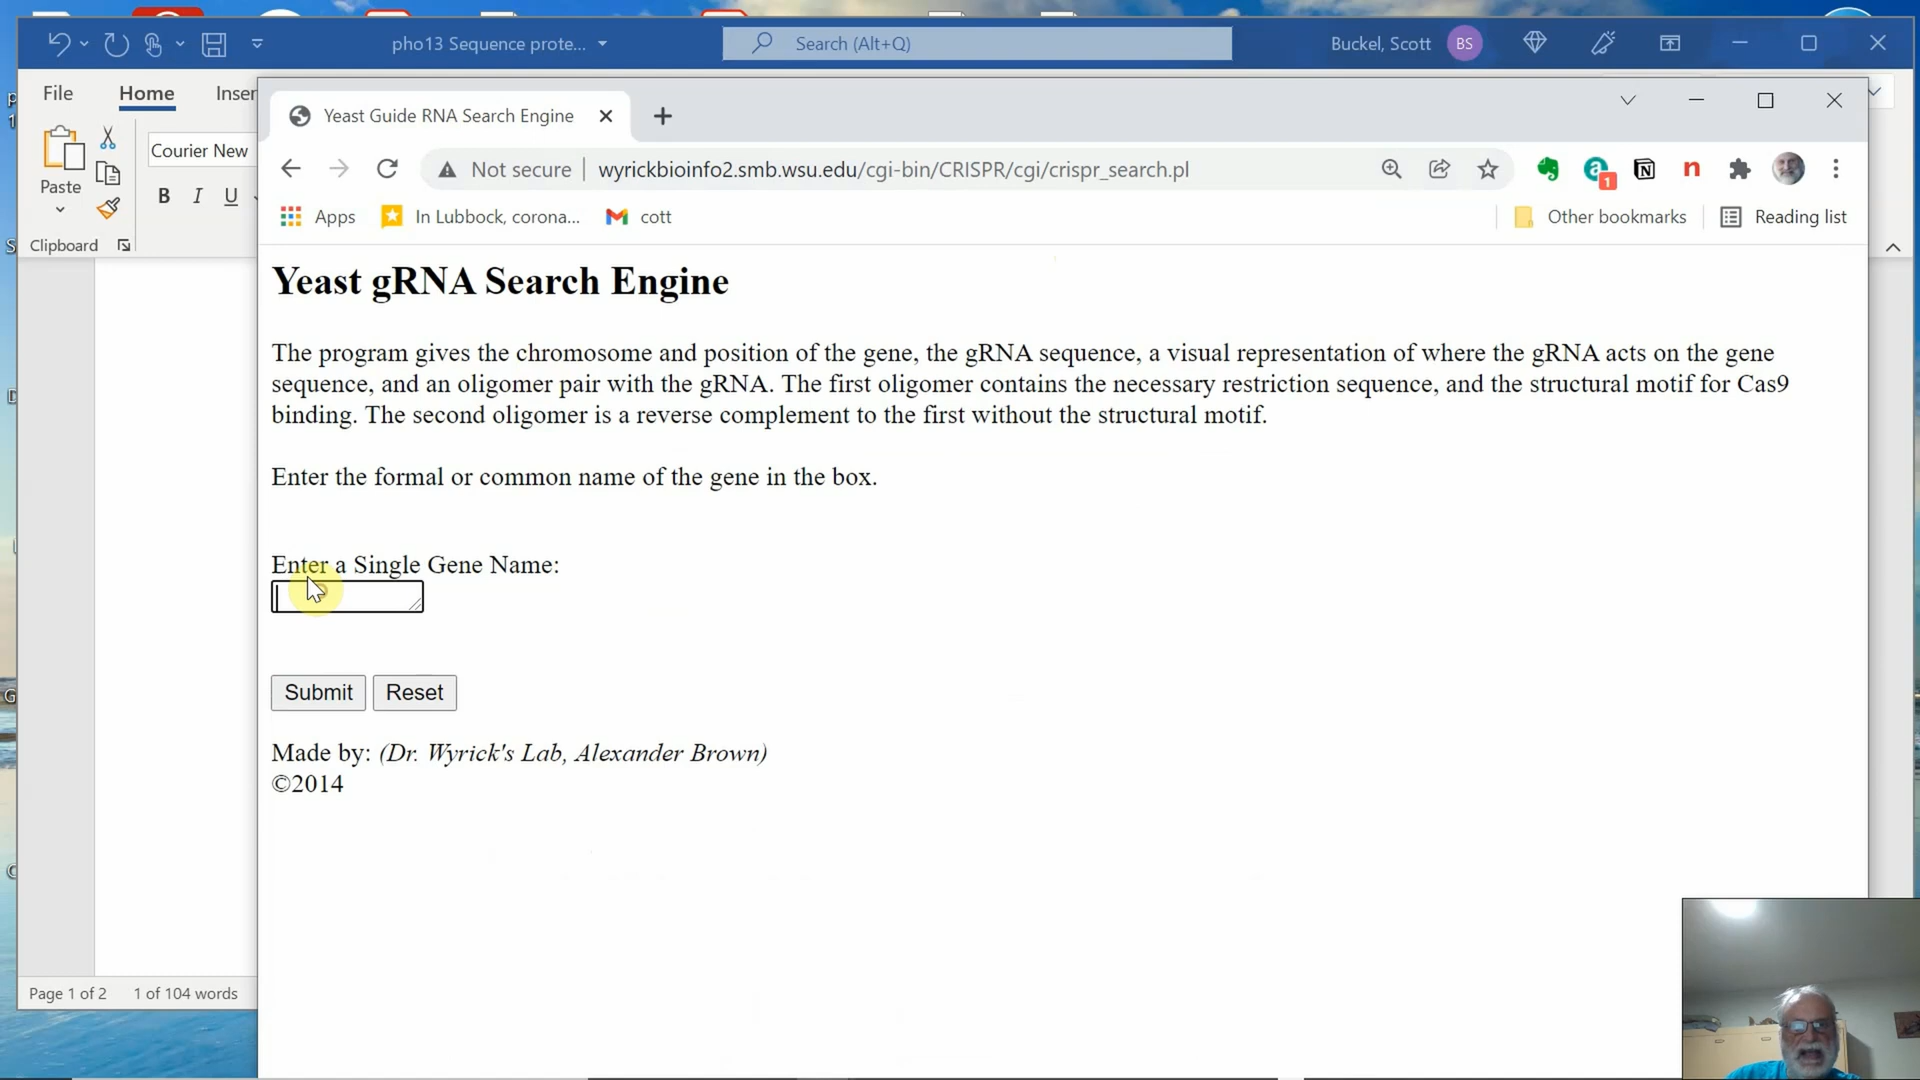 pho13 Sequence prote...
Search (Alt+Q)
Buckel, Scott
BS
File
Home
Inser
Courier New
Paste
B I U
Clipboard
Yeast Guide RNA Search Engine
Not secure
wyrickbioinfo2.smb.wsu.edu/cgi-bin/CRISPR/cgi/crispr_search.pl
1
Apps
In Lubbock, corona...
cott
Other bookmarks
Reading list
Yeast gRNA Search Engine
The program gives the chromosome and position of the gene, the gRNA sequence, a visual representation of where the gRNA acts on the gene
sequence, and an oligomer pair with the gRNA. The first oligomer contains the necessary restriction sequence, and the structural motif for Cas9
binding. The second oligomer is a reverse complement to the first without the structural motif.
Enter the formal or common name of the gene in the box.
Enter a Single Gene Name:
Submit
Reset
Made by: (Dr. Wyrick's Lab, Alexander Brown)
©2014
Page 1 of 2
1 of 104 words